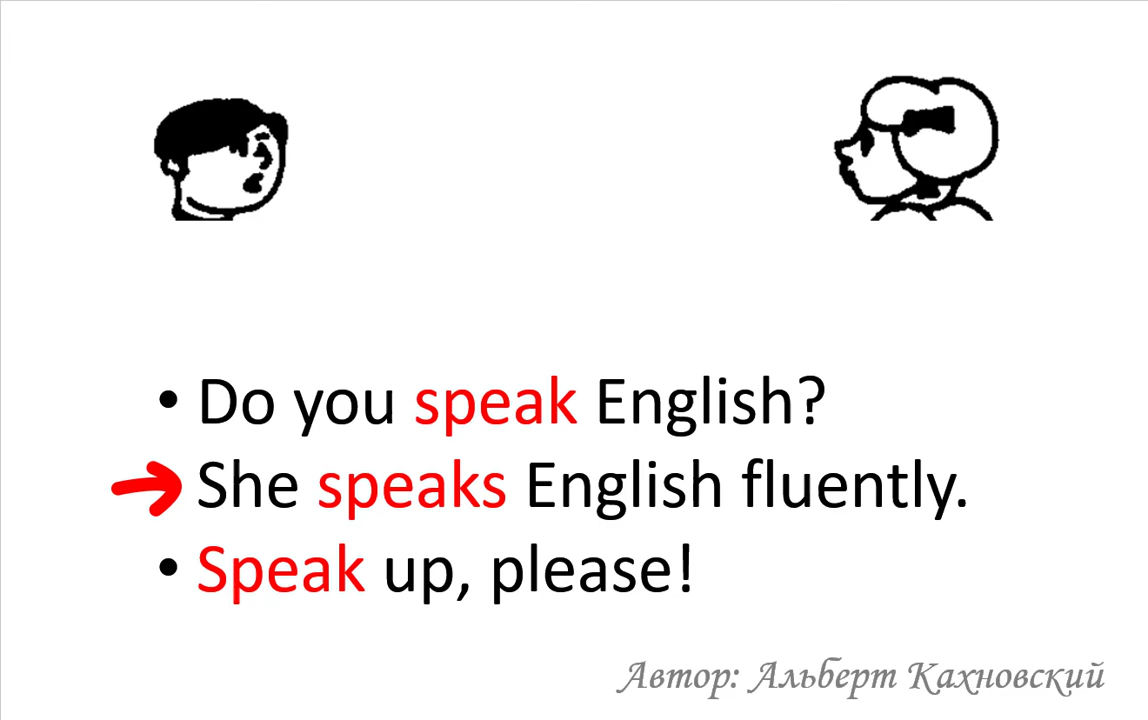 • Do you speak English?
She speaks English fluently.
• Speak up, please!
Автор: Альберт Кахновский